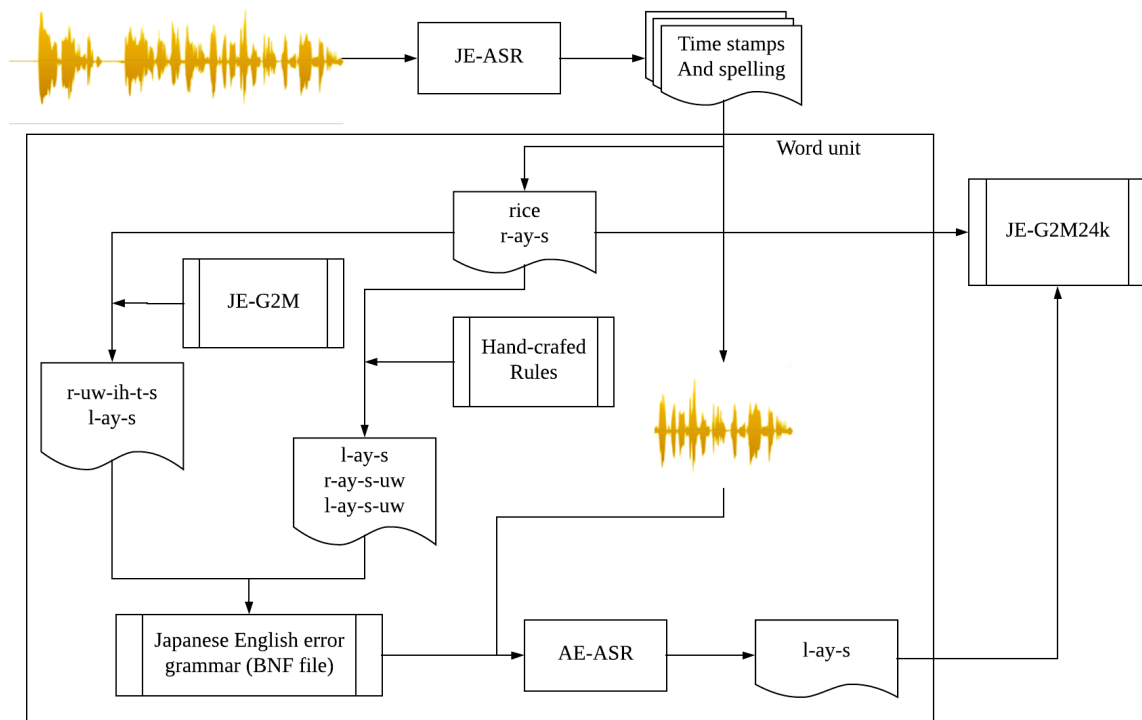 JE-ASR
Time stamps
And spelling
Word unit
rice
r-ay-s
JE-G2M24k
JE-G2M
Hand-crafed
Rules
r-uw-ih-t-s
l-ay-s
l-ay-s
r-ay-s-uw
l-ay-s-uw
Japanese English error
grammar (BNF file)
AE-ASR
l-ay-s